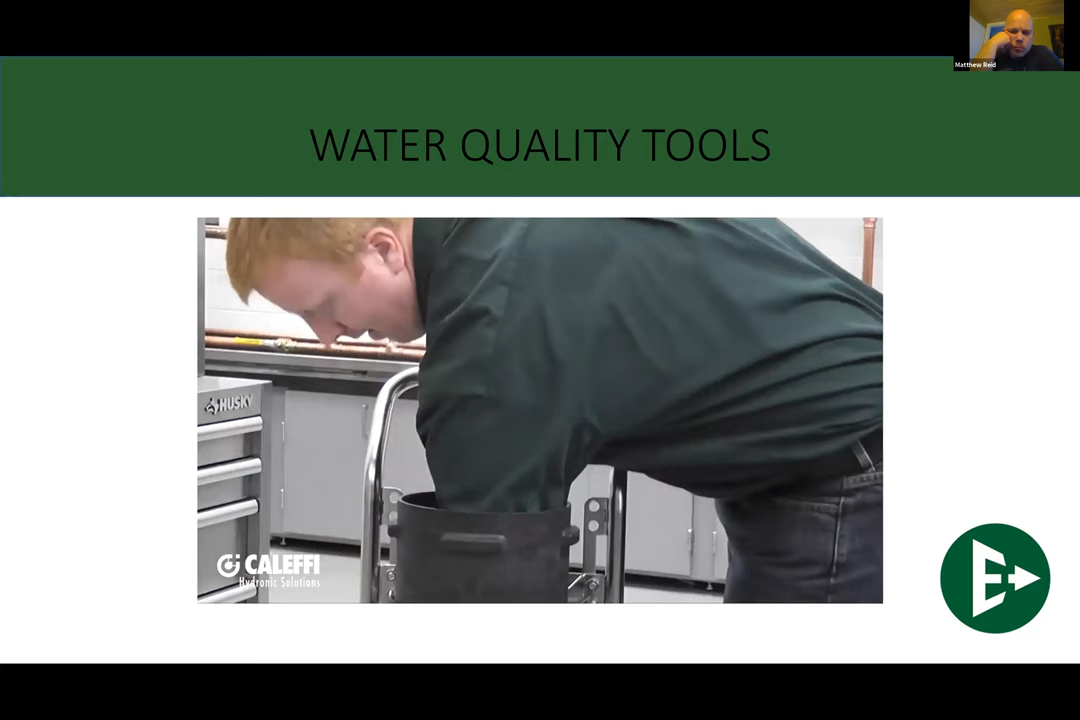 Matthew Reid
WATER QUALITY TOOLS
HUSKY
CALEFFI
Hydronic Solutions